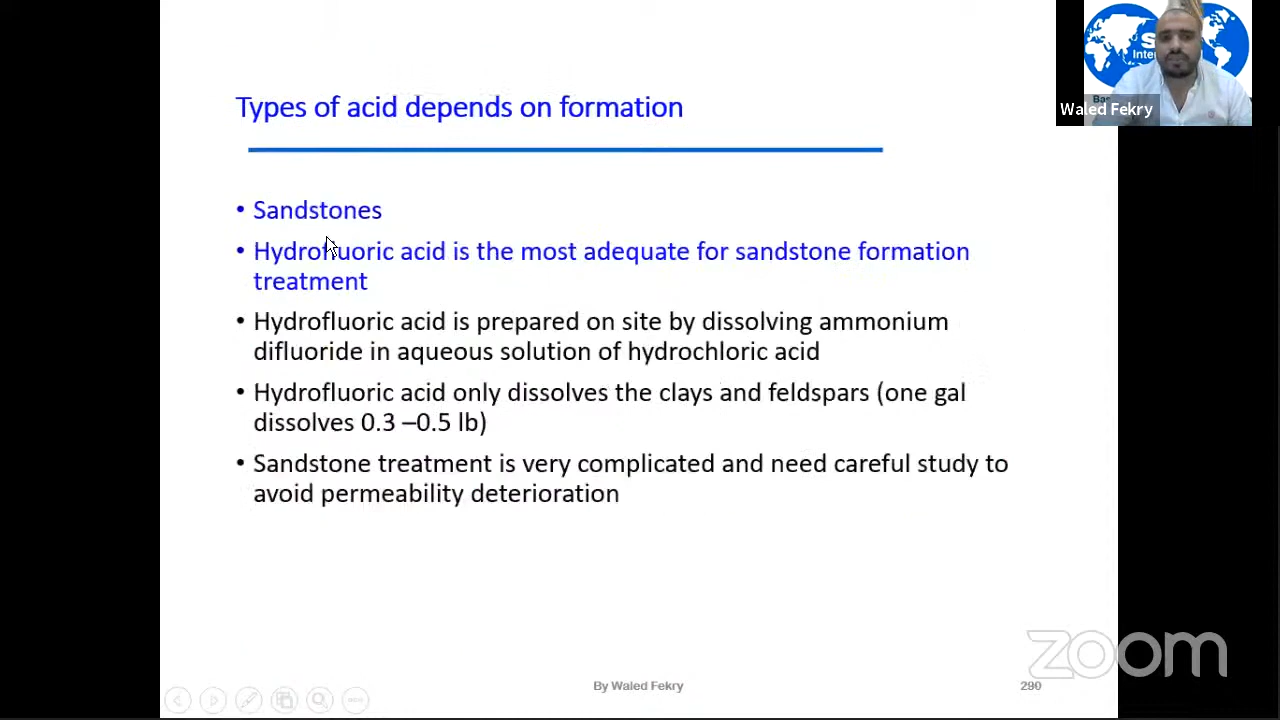 Types of acid depends on formation
• Sandstones
• Hydrofluoric acid is the most adequate for sandstone formation
treatment
• Hydrofluoric acid is prepared on site by dissolving ammonium
difluoride in aqueous solution of hydrochloric acid
• Hydrofluoric acid only dissolves the clays and feldspars (one gal
dissolves 0.3 –0.5 lb)
• Sandstone treatment is very complicated and need careful study to
avoid permeability deterioration
By Waled Fekry
290
Waled Fekry
zoom